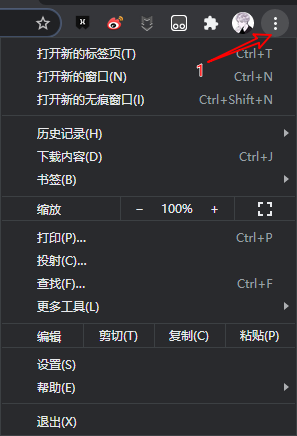 1
打开新的标签页(T) Ctrl+T
打开新的窗口(N) Ctrl+N
打开新的无痕窗口(I) Ctrl+Shift+N
历史记录(H)
下载内容(D) Ctrl+J
书签(B)
缩放 − 100% +
打印(P)... Ctrl+P
投射(C)...
查找(F)... Ctrl+F
更多工具(L)
编辑 剪切(T) 复制(C) 粘贴(P)
设置(S)
帮助(E)
退出(X)